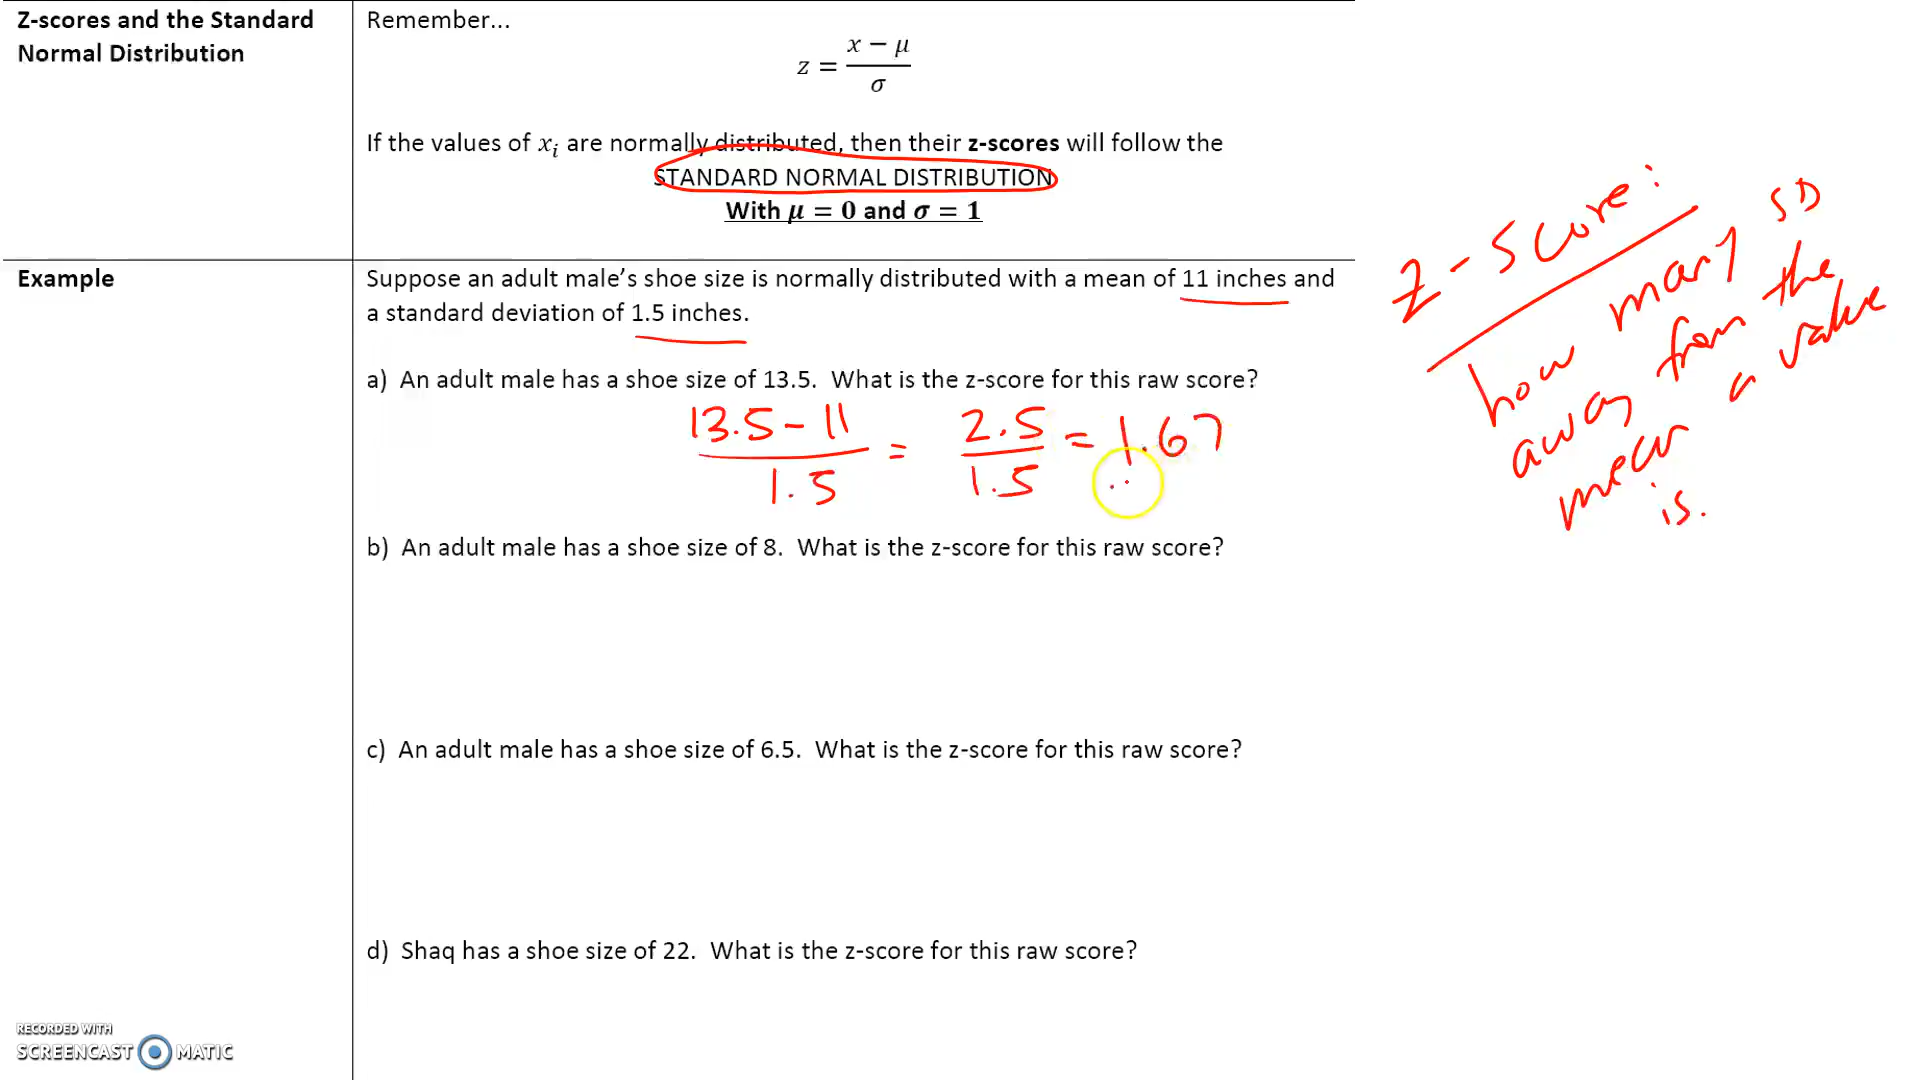 Z-scores and the Standard
Normal Distribution
Remember...
z = x − μ / σ
If the values of xᵢ are normally distributed, then their z-scores will follow the
STANDARD NORMAL DISTRIBUTION
With μ = 0 and σ = 1
Example
Suppose an adult male’s shoe size is normally distributed with a mean of 11 inches and
a standard deviation of 1.5 inches.
a) An adult male has a shoe size of 13.5. What is the z-score for this raw score?
13.5 - 11 / 1.5 = 2.5 / 1.5 = 1.67
b) An adult male has a shoe size of 8. What is the z-score for this raw score?
c) An adult male has a shoe size of 6.5. What is the z-score for this raw score?
d) Shaq has a shoe size of 22. What is the z-score for this raw score?
z-score:
how many SD
away from the
mean a value
is.
RECORDED WITH
SCREENCAST MATIC